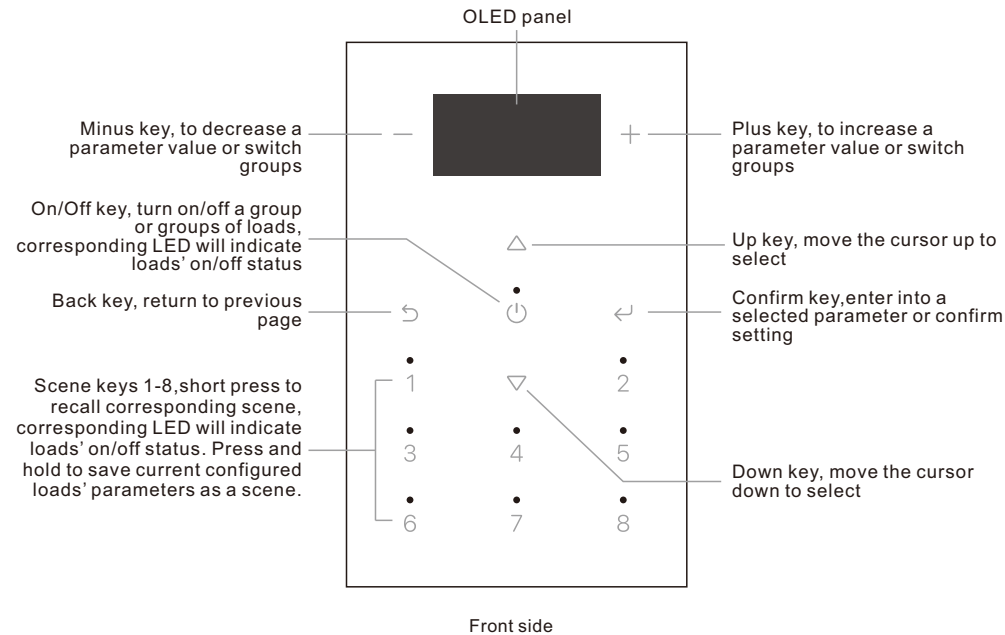 OLED panel
Minus key, to decrease a
parameter value or switch
groups
Plus key, to increase a
parameter value or switch
groups
On/Off key, turn on/off a group
or groups of loads,
corresponding LED will indicate
loads' on/off status
Up key, move the cursor up to
select
Back key, return to previous
page
Confirm key,enter into a
selected parameter or confirm
setting
1
2
Scene keys 1-8,short press to
recall corresponding scene,
corresponding LED will indicate
loads' on/off status. Press and
hold to save current configured
loads' parameters as a scene.
3
4
5
Down key, move the cursor
down to select
6
7
8
Front side